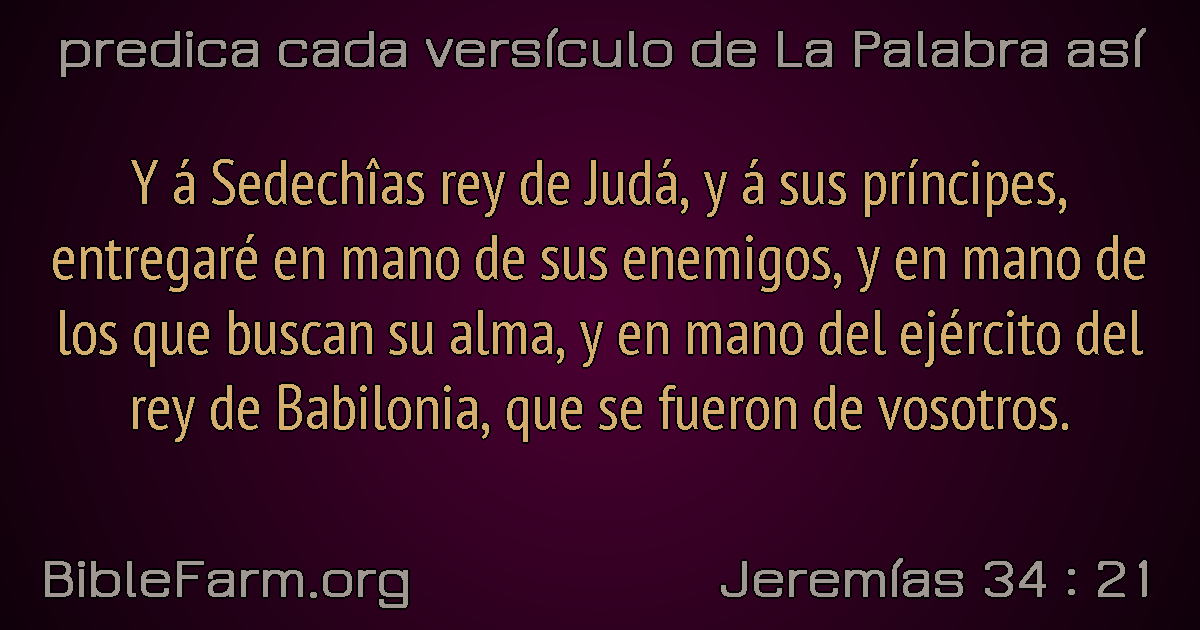 predica cada versículo de La Palabra así
Y á Sedechîas rey de Judá, y á sus príncipes,
entregaré en mano de sus enemigos, y en mano de
los que buscan su alma, y en mano del ejército del
rey de Babilonia, que se fueron de vosotros.
BibleFarm.org
Jeremías 34 : 21